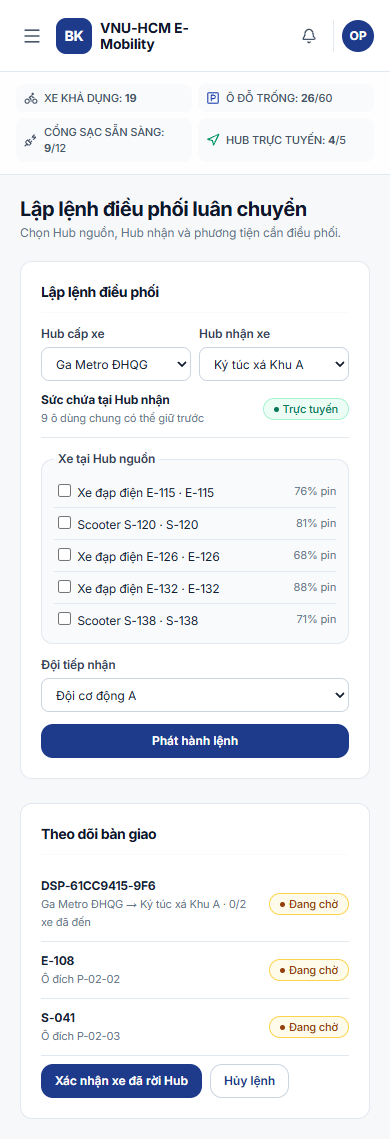 BK
VNU-HCM E-
Mobility
OP
XE KHẢ DỤNG: 19
Ô ĐỖ TRỐNG: 26/60
CỔNG SẠC SẴN SÀNG:
9/12
HUB TRỰC TUYẾN: 4/5
Lập lệnh điều phối luân chuyển
Chọn Hub nguồn, Hub nhận và phương tiện cần điều phối.
Lập lệnh điều phối
Hub cấp xe
Hub nhận xe
Ga Metro ĐHQG
Ký túc xá Khu A
Sức chứa tại Hub nhận
9 ô dùng chung có thể giữ trước
Trực tuyến
Xe tại Hub nguồn
Xe đạp điện E-115 · E-115
76% pin
Scooter S-120 · S-120
81% pin
Xe đạp điện E-126 · E-126
68% pin
Xe đạp điện E-132 · E-132
88% pin
Scooter S-138 · S-138
71% pin
Đội tiếp nhận
Đội cơ động A
Phát hành lệnh
Theo dõi bàn giao
DSP-61CC9415-9F6
Ga Metro ĐHQG → Ký túc xá Khu A · 0/2
xe đã đến
Đang chờ
E-108
Ô đích P-02-02
Đang chờ
S-041
Ô đích P-02-03
Đang chờ
Xác nhận xe đã rời Hub
Hủy lệnh